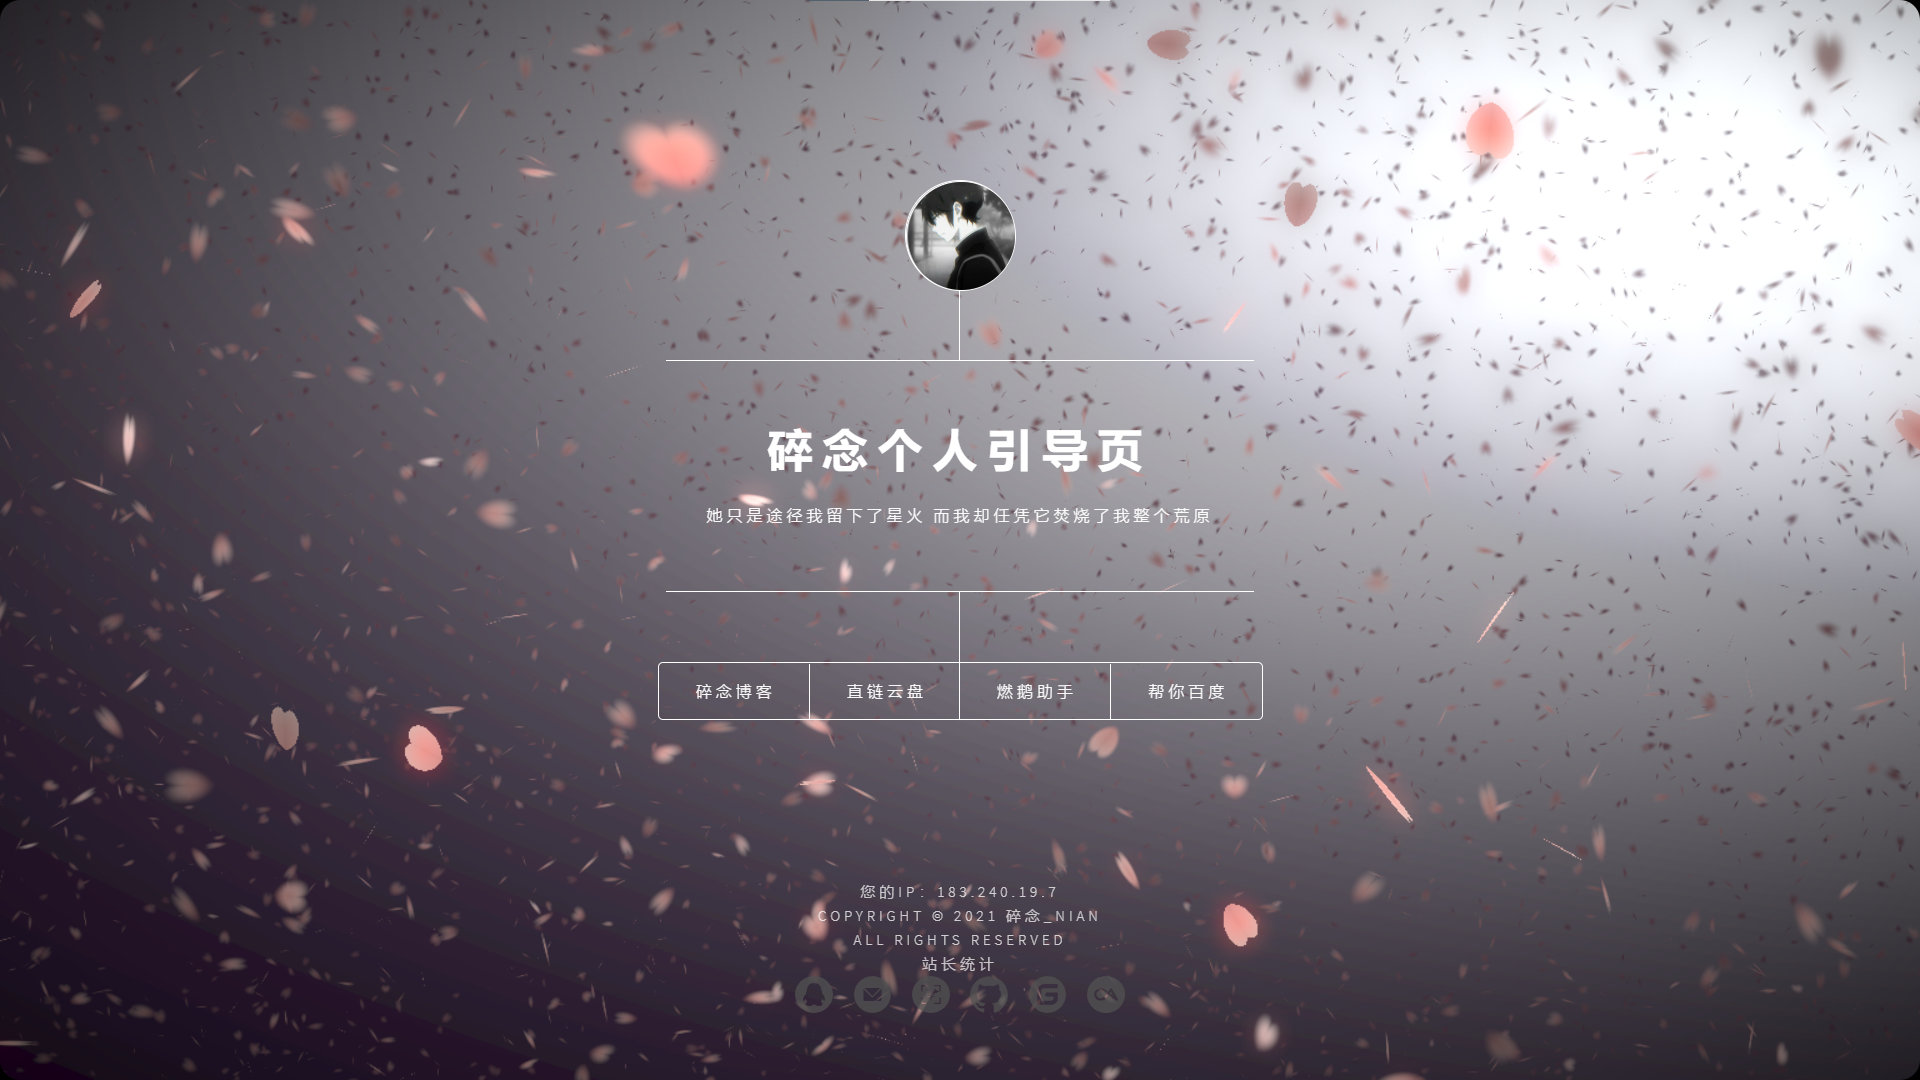 碎念个人引导页
她只是途径我留下了星火 而我却任凭它焚烧了我整个荒原
碎念博客
直链云盘
燃鹅助手
帮你百度
您的IP: 183.240.19.7
COPYRIGHT © 2021 碎念_NIAN
ALL RIGHTS RESERVED
站长统计